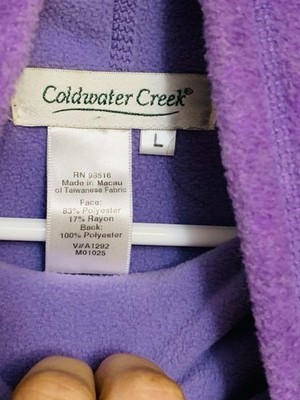 Coldwater Creek®
L
RN 98516
Made in Macau
of Taiwanese Fabric
Face:
83% Polyester
17% Rayon
Back:
100% Polyester
V#A1292
M01025